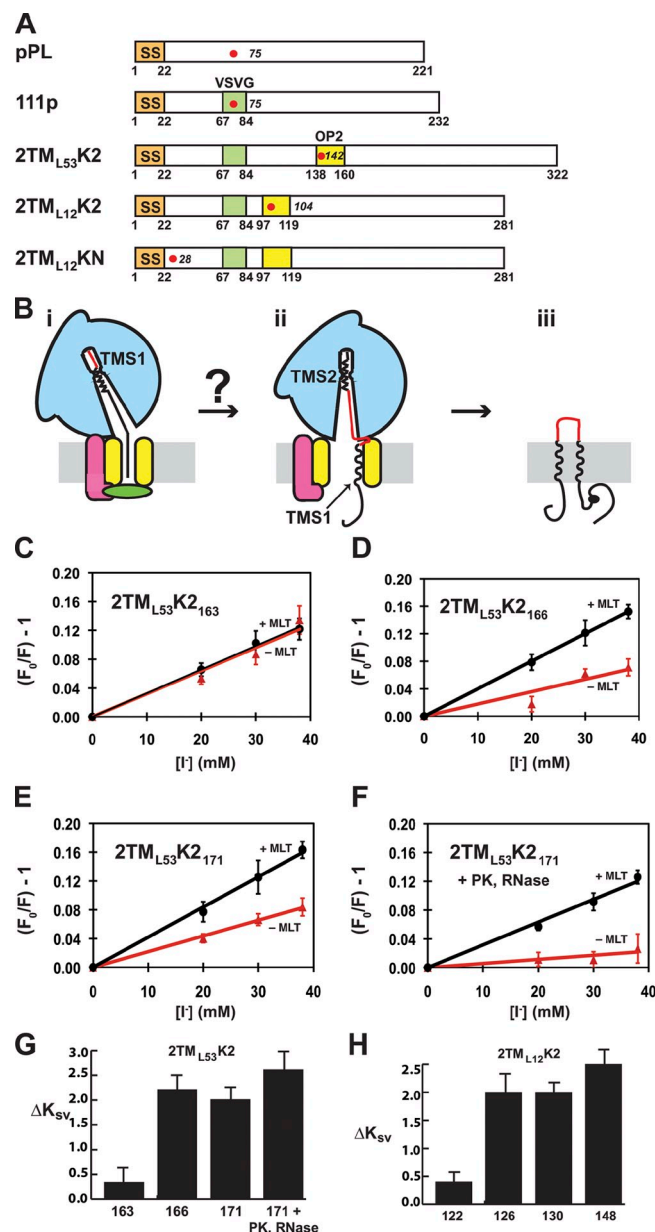 A
pPL
SS
75
1 22 221
VSVG
111p
SS
75
1 22 67 84 232
OP2
2TML53K2
SS
142
1 22 67 84 138 160 322
2TML12K2
SS
104
1 22 67 84 97 119 281
2TML12KN
SS
28
1 22 67 84 97 119 281
B
i ii iii
TMS1
?
TMS2
TMS1
C
0.20
0.16
0.12
0.08
0.04
0.00
(F0/F) - 1
2TML53K2163
+ MLT
– MLT
0 10 20 30 40
[I-] (mM)
D
0.20
0.16
0.12
0.08
0.04
0.00
(F0/F) - 1
2TML53K2166
+ MLT
– MLT
0 10 20 30 40
[I-] (mM)
E
0.20
0.16
0.12
0.08
0.04
0.00
(F0/F) - 1
2TML53K2171
+ MLT
– MLT
0 10 20 30 40
[I-] (mM)
F
0.20
0.16
0.12
0.08
0.04
0.00
(F0/F) - 1
2TML53K2171
+ PK, RNase
+ MLT
– MLT
0 10 20 30 40
[I-] (mM)
G
2TML53K2
3.0
2.5
2.0
1.5
1.0
0.5
0.0
ΔKsv
163 166 171 171 +
PK, RNase
H
2TML12K2
2.5
2.0
1.5
1.0
0.5
0.0
ΔKsv
122 126 130 148